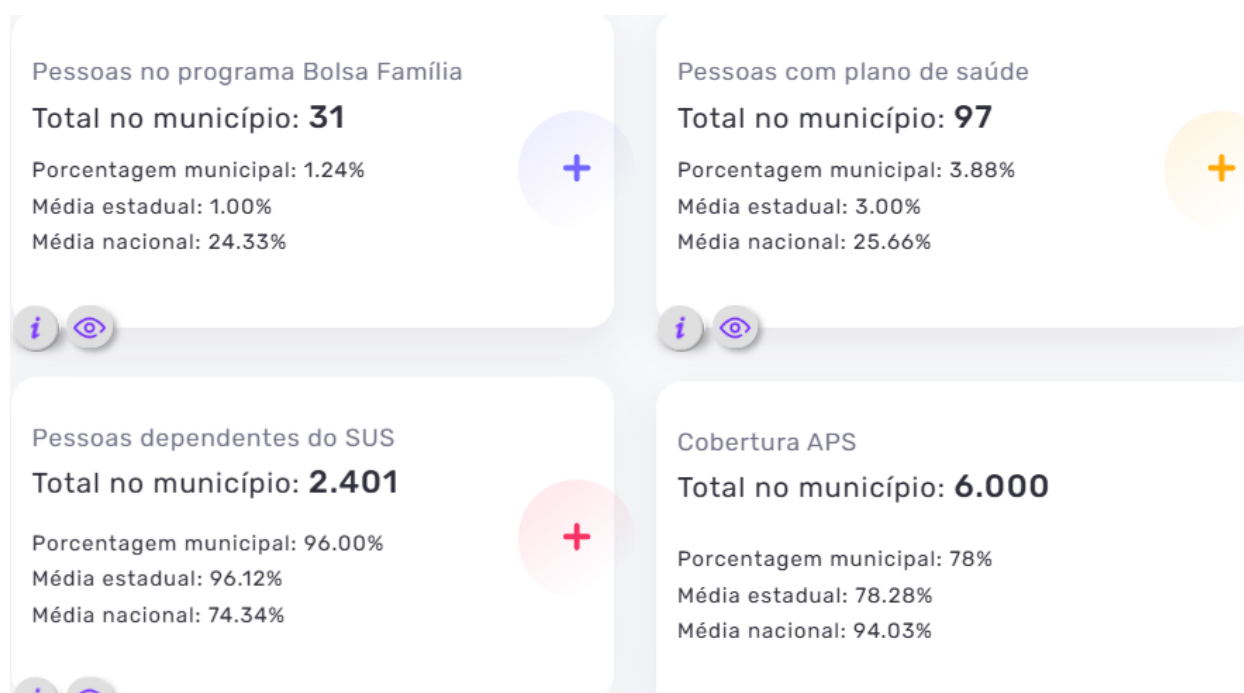 Pessoas no programa Bolsa Família
Total no município: 31
Porcentagem municipal: 1.24%
Média estadual: 1.00%
Média nacional: 24.33%
i
Pessoas com plano de saúde
Total no município: 97
Porcentagem municipal: 3.88%
Média estadual: 3.00%
Média nacional: 25.66%
i
Pessoas dependentes do SUS
Total no município: 2.401
Porcentagem municipal: 96.00%
Média estadual: 96.12%
Média nacional: 74.34%
i
Cobertura APS
Total no município: 6.000
Porcentagem municipal: 78%
Média estadual: 78.28%
Média nacional: 94.03%